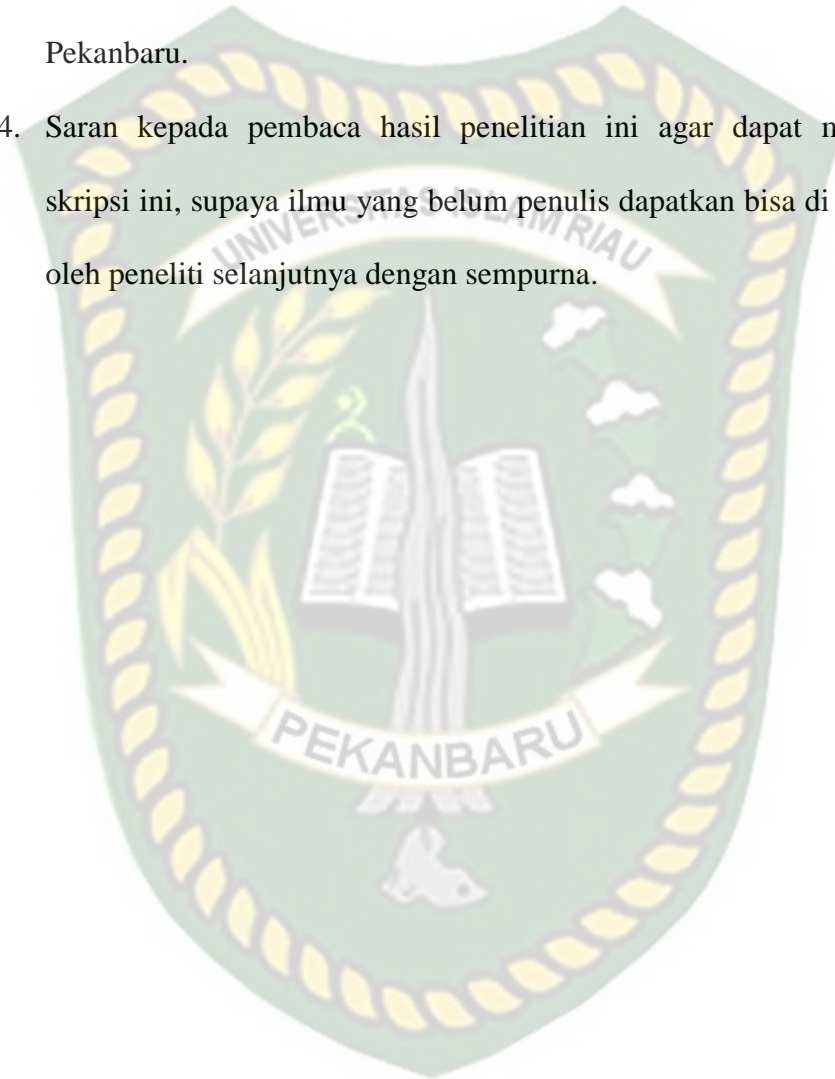 Pekanbaru.
4. Saran kepada pembaca hasil penelitian ini agar dapat
skripsi ini, supaya ilmu yang belum penulis dapatkan bisa di
oleh peneliti selanjutnya dengan sempurna.
UNIVERSITAS ISLAM RIAU
PEKANBARU